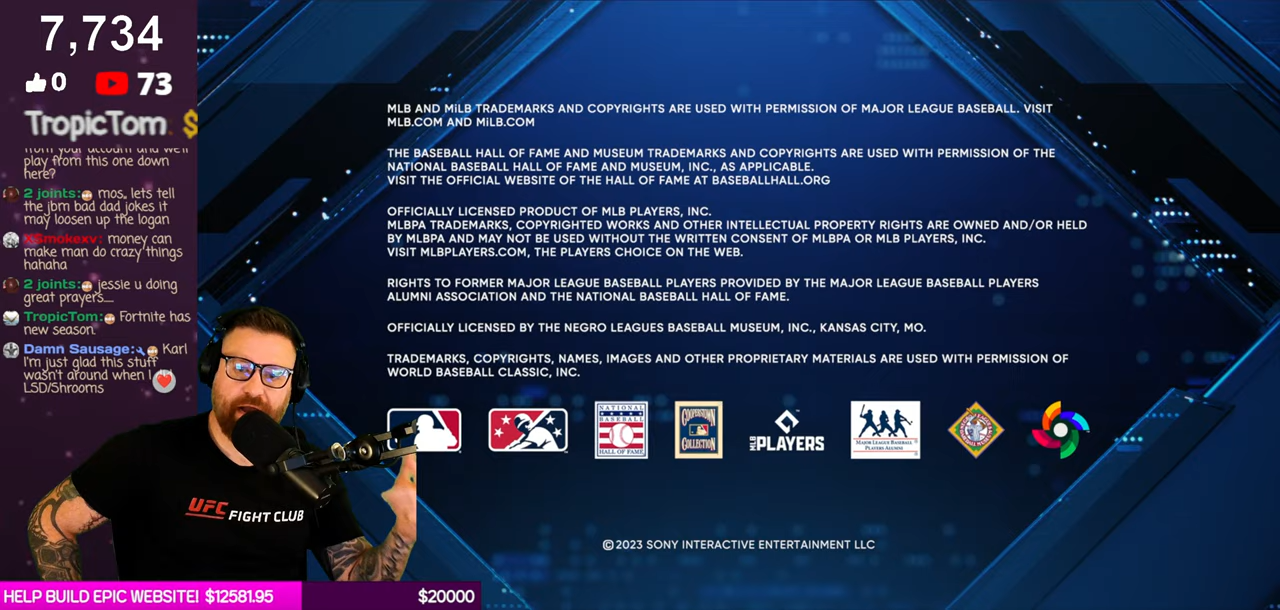 7,734
0
73
TropicTom: $
from your account and we'll
play from this one down
here?
2 joints: mos, lets tell
the jbm bad dad jokes it
may loosen up the logan
XSmokexv: money can
make man do crazy things
hahaha
2 joints: jessie u doing
great prayers...
TropicTom: Fortnite has
new season
Damn Sausage: Karl
I'm just glad this stuff
wasn't around when I
LSD/Shrooms
UFC FIGHT CLUB
HELP BUILD EPIC WEBSITE! $12581.95
$20000
MLB AND MiLB TRADEMARKS AND COPYRIGHTS ARE USED WITH PERMISSION OF MAJOR LEAGUE BASEBALL. VISIT
MLB.COM AND MiLB.COM
THE BASEBALL HALL OF FAME AND MUSEUM TRADEMARKS AND COPYRIGHTS ARE USED WITH PERMISSION OF THE
NATIONAL BASEBALL HALL OF FAME AND MUSEUM, INC., AS APPLICABLE.
VISIT THE OFFICIAL WEBSITE OF THE HALL OF FAME AT BASEBALLHALL.ORG
OFFICIALLY LICENSED PRODUCT OF MLB PLAYERS, INC.
MLBPA TRADEMARKS, COPYRIGHTED WORKS AND OTHER INTELLECTUAL PROPERTY RIGHTS ARE OWNED AND/OR HELD
BY MLBPA AND MAY NOT BE USED WITHOUT THE WRITTEN CONSENT OF MLBPA OR MLB PLAYERS, INC.
VISIT MLBPLAYERS.COM, THE PLAYERS CHOICE ON THE WEB.
RIGHTS TO FORMER MAJOR LEAGUE BASEBALL PLAYERS PROVIDED BY THE MAJOR LEAGUE BASEBALL PLAYERS
ALUMNI ASSOCIATION AND THE NATIONAL BASEBALL HALL OF FAME.
OFFICIALLY LICENSED BY THE NEGRO LEAGUES BASEBALL MUSEUM, INC., KANSAS CITY, MO.
TRADEMARKS, COPYRIGHTS, NAMES, IMAGES AND OTHER PROPRIETARY MATERIALS ARE USED WITH PERMISSION OF
WORLD BASEBALL CLASSIC, INC.
NATIONAL BASEBALL HALL OF FAME
COOPERSTOWN COLLECTION
MLB PLAYERS
MAJOR LEAGUE BASEBALL PLAYERS ALUMNI
©2023 SONY INTERACTIVE ENTERTAINMENT LLC